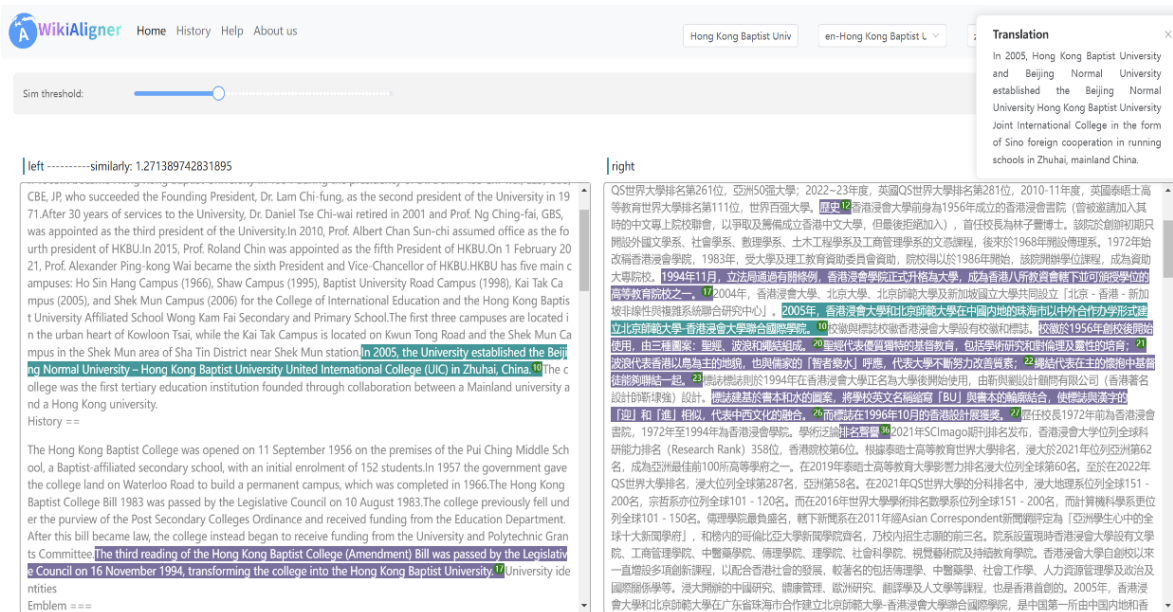 WikiAligner Home History Help About us
Hong Kong Baptist Univ
en-Hong Kong Baptist L
Translation
In 2005, Hong Kong Baptist University
and Beijing Normal University
established the Beijing Normal
University Hong Kong Baptist University
Joint International College in the form
of Sino foreign cooperation in running
schools in Zhuhai, mainland China.
Sim threshold:
left ----------similarly: 1.271389742831895
CBE, JP, who succeeded the Founding President, Dr. Lam Chi-fung, as the second president of the University in 19
71.After 30 years of services to the University, Dr. Daniel Tse Chi-wai retired in 2001 and Prof. Ng Ching-fai, GBS,
was appointed as the third president of the University.In 2010, Prof. Albert Chan Sun-chi assumed office as the fo
urth president of HKBU.In 2015, Prof. Roland Chin was appointed as the fifth President of HKBU.On 1 February 20
21, Prof. Alexander Ping-kong Wai became the sixth President and Vice-Chancellor of HKBU.HKBU has five main c
ampuses: Ho Sin Hang Campus (1966), Shaw Campus (1995), Baptist University Road Campus (1998), Kai Tak Ca
mpus (2005), and Shek Mun Campus (2006) for the College of International Education and the Hong Kong Baptis
t University Affiliated School Wong Kam Fai Secondary and Primary School.The first three campuses are located i
n the urban heart of Kowloon Tsai, while the Kai Tak Campus is located on Kwun Tong Road and the Shek Mun Ca
mpus in the Shek Mun area of Sha Tin District near Shek Mun station.In 2005, the University established the Beiji
ng Normal University – Hong Kong Baptist University United International College (UIC) in Zhuhai, China.10The c
ollege was the first tertiary education institution founded through collaboration between a Mainland university a
nd a Hong Kong university.
History ==
The Hong Kong Baptist College was opened on 11 September 1956 on the premises of the Pui Ching Middle Sch
ool, a Baptist-affiliated secondary school, with an initial enrolment of 152 students.In 1957 the government gave
the college land on Waterloo Road to build a permanent campus, which was completed in 1966.The Hong Kong
Baptist College Bill 1983 was passed by the Legislative Council on 10 August 1983.The college previously fell und
er the purview of the Post Secondary Colleges Ordinance and received funding from the Education Department.
After this bill became law, the college instead began to receive funding from the University and Polytechnic Gran
ts Committee.The third reading of the Hong Kong Baptist College (Amendment) Bill was passed by the Legislativ
e Council on 16 November 1994, transforming the college into the Hong Kong Baptist University.17University ide
ntities
Emblem ===
right
QS世界大學排名第261位，亞洲50強大學；2022~23年度，英國QS世界大學排名第281位，2010-11年度，英國泰晤士高
等教育世界大學排名第111位，世界百强大學。歷史12香港浸會大學前身為1956年成立的香港浸會書院（曾被邀請加入其
時的中文專上院校聯會，以爭取及籌備成立香港中文大學，但最後拒絕加入），首任校長為林子豐博士。該院於創辦初期只
開設外國文學系、社會學系、數理學系、土木工程學系及工商管理學系的文憑課程，後來於1968年開設傳理系。1972年始
改稱香港浸會學院，1983年，受大學及理工教育資助委員會資助，院校得以於1986年開始，該院開辦學位課程，成為資助
大專院校。1994年11月，立法局通過有關條例，香港浸會學院正式升格為大學，成為香港八所教資會轄下並可頒授學位的
高等教育院校之一。172004年，香港浸會大學、北京大學、北京師範大學及新加坡國立大學共同設立「北京 - 香港 - 新加
坡非線性與複雜系統聯合研究中心」。2005年，香港浸會大學和北京師範大學在中國内地的珠海市以中外合作办学形式建
立北京師範大學-香港浸會大學聯合國際學院。10校徽與標誌校徽香港浸會大學設有校徽和標誌。校徽於1956年創校後開始
使用，由三種圖案：聖經、波浪和繩結組成。20聖經代表優質獨特的基督教育，包括學術研究和對倫理及靈性的培育；21
波浪代表香港以島為主的地貌，也與儒家的「智者樂水」呼應，代表大學不斷努力改善質素；22繩結代表在主的懷抱中基督
徒能夠聯結一起。23標誌標誌則於1994年在香港浸會大學正名為大學後開始使用，由靳與劉設計顧問有限公司（香港著名
設計師靳埭強）設計。標誌建基於書本和水的圖案，將學校英文名稱縮寫「BU」與書本的輪廓結合，使標誌與漢字的
「迎」和「進」相似，代表中西文化的融合。26而標誌在1996年10月的香港設計展獲獎。27歷任校長1972年前為香港浸會
書院，1972年至1994年為香港浸會學院。學術泛論排名聲譽362021年SCImago期刊排名发布，香港浸會大学位列全球科
研能力排名（Research Rank）358位，香港院校第6位。根據泰晤士高等教育世界大學排名，浸大於2021年位列亞洲第62
名，成為亞洲最佳前100所高等學府之一。在2019年泰晤士高等教育大學影響力排名浸大位列全球第60名。至於在2022年
QS世界大學排名，浸大位列全球第287名，亞洲第58名。在2021年QS世界大學的分科排名中，浸大地理系位列全球151 -
200名，宗哲系亦位列全球101 - 120名。而在2016年世界大學學術排名數學系位列全球151 - 200名，而計算機科學系更位
列全球101 - 150名。傳理學院最負盛名，轄下新聞系在2011年經Asian Correspondent新聞網評定為「亞洲學生心中的全
球十大新聞學府」，和榜內的哥倫比亞大學新聞學院齊名，乃校内招生志願的前三名。院系設置現時香港浸會大學設有文學
院、工商管理學院、中醫藥學院、傳理學院、理學院、社會科學院、視覺藝術院及持續教育學院。香港浸會大學自創校以來
一直增設多項創新課程，以配合香港社會的發展，較著名的包括傳理學、中醫藥學、社會工作學、人力資源管理學及政治及
國際關係學等。浸大開辦的中國研究、體康管理、歐洲研究、翻譯學及人文學等課程，也是香港首創的。2005年，香港浸
會大學和北京師範大學在广东省珠海市合作建立北京師範大學-香港浸會大學聯合國際學院，是中国第一所由中国内地和香